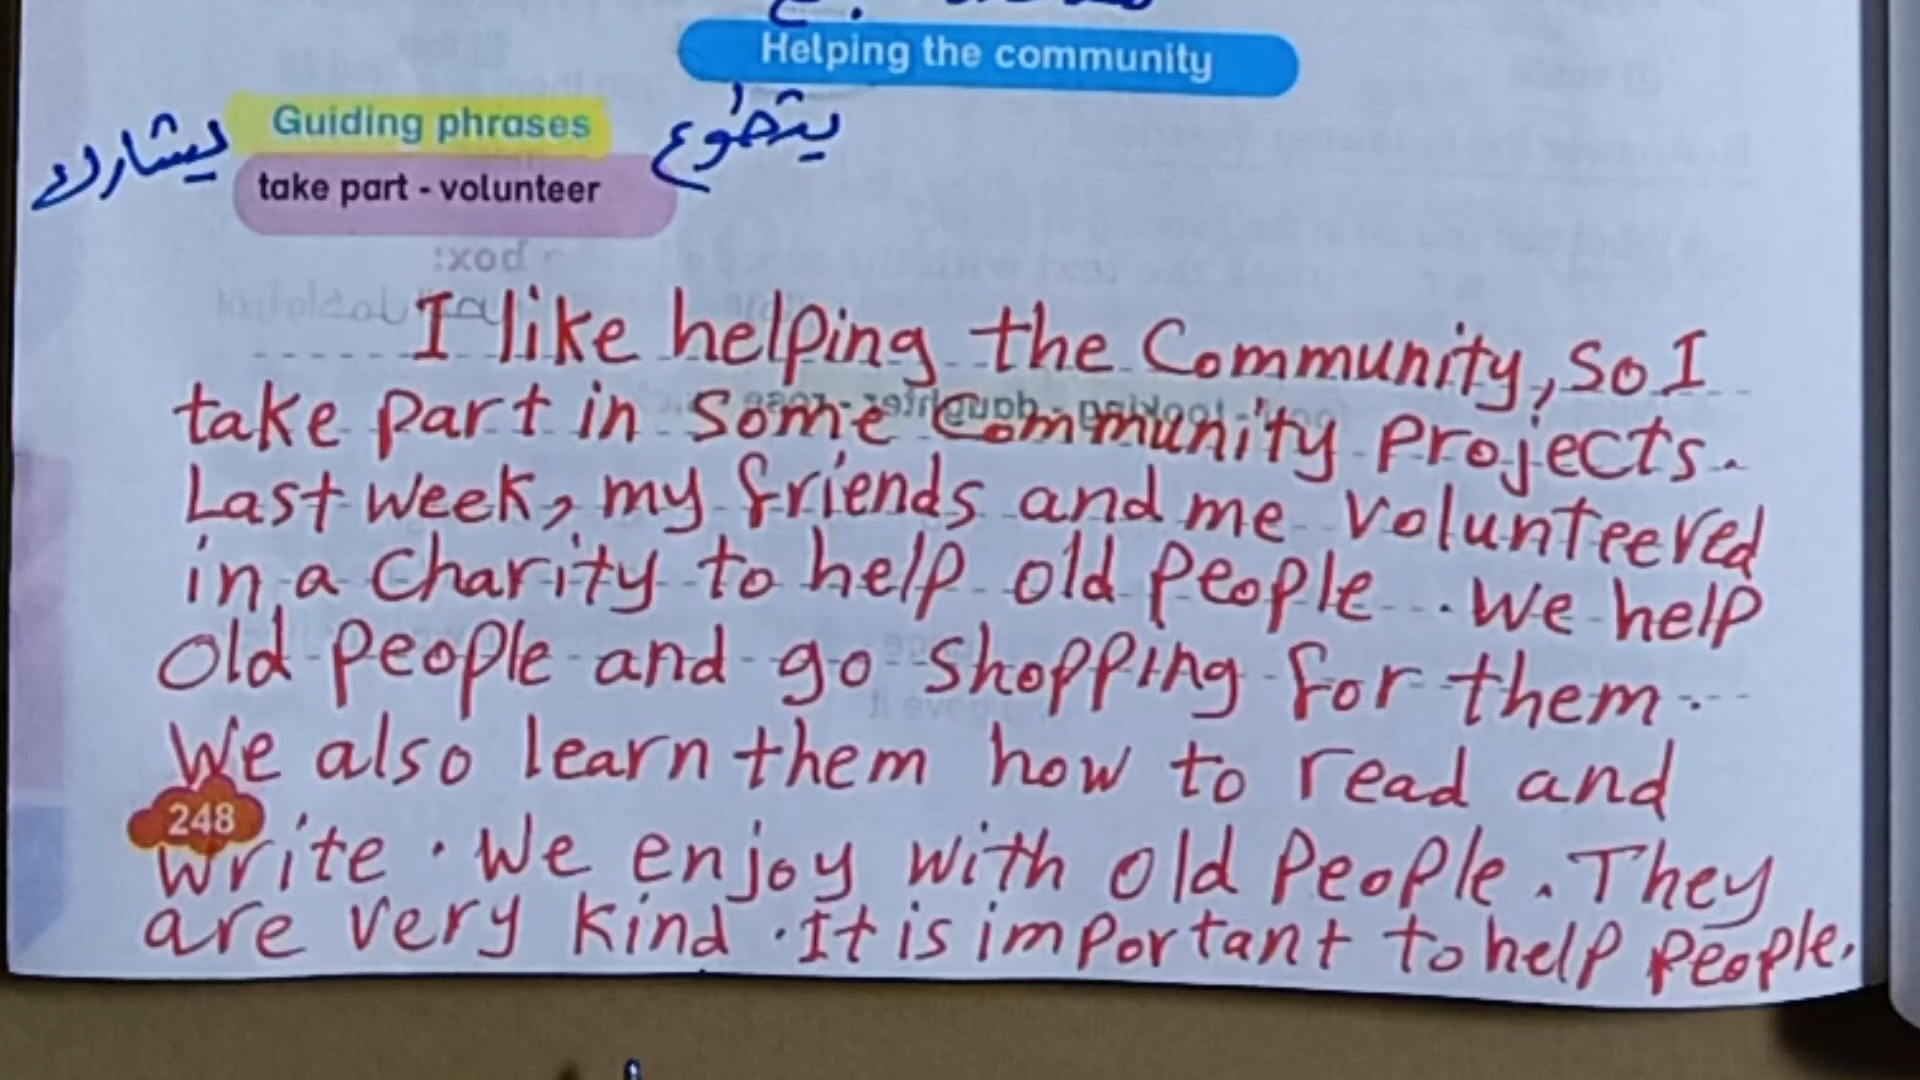 Helping the community
Guiding phrases
يشارك
take part - volunteer
يتطوع
I like helping the Community, So I
take part in some Community Projects.
Last week, my friends and me volunteered
in a charity to help old people. We help
old people and go shopping for them.
We also learn them how to read and
248
write. We enjoy with old people. They
are very kind. It is important to help people.